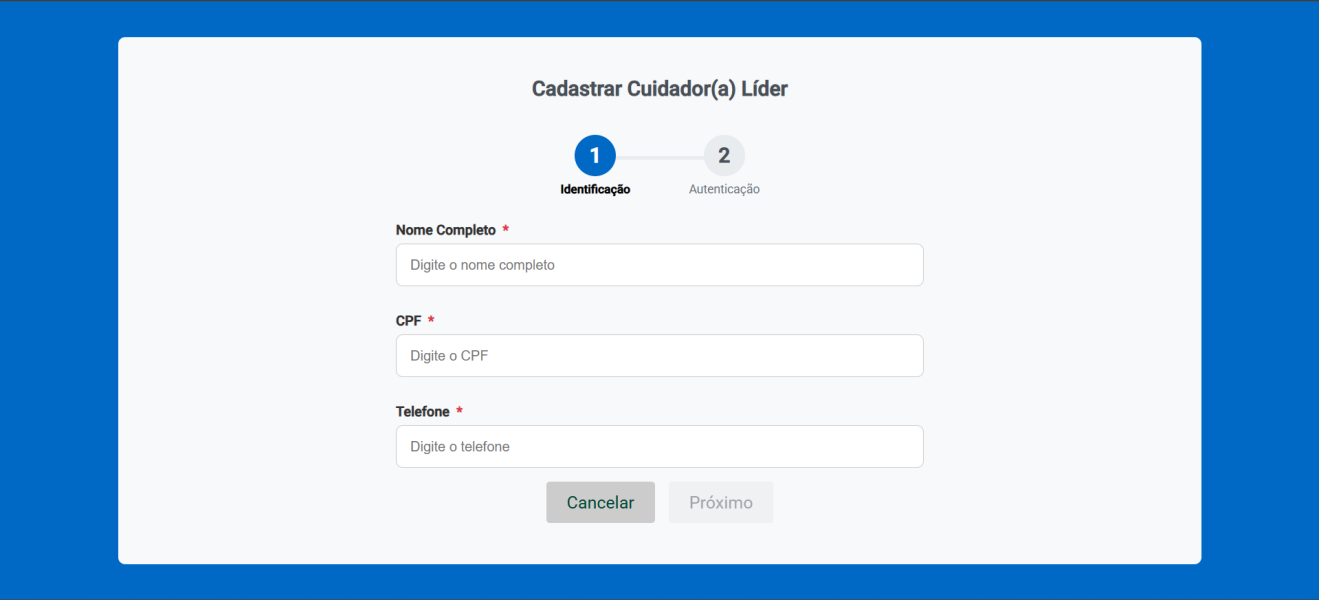 Cadastrar Cuidador(a) Líder
1 2
Identificação Autenticação
Nome Completo *
Digite o nome completo
CPF *
Digite o CPF
Telefone *
Digite o telefone
Cancelar Próximo